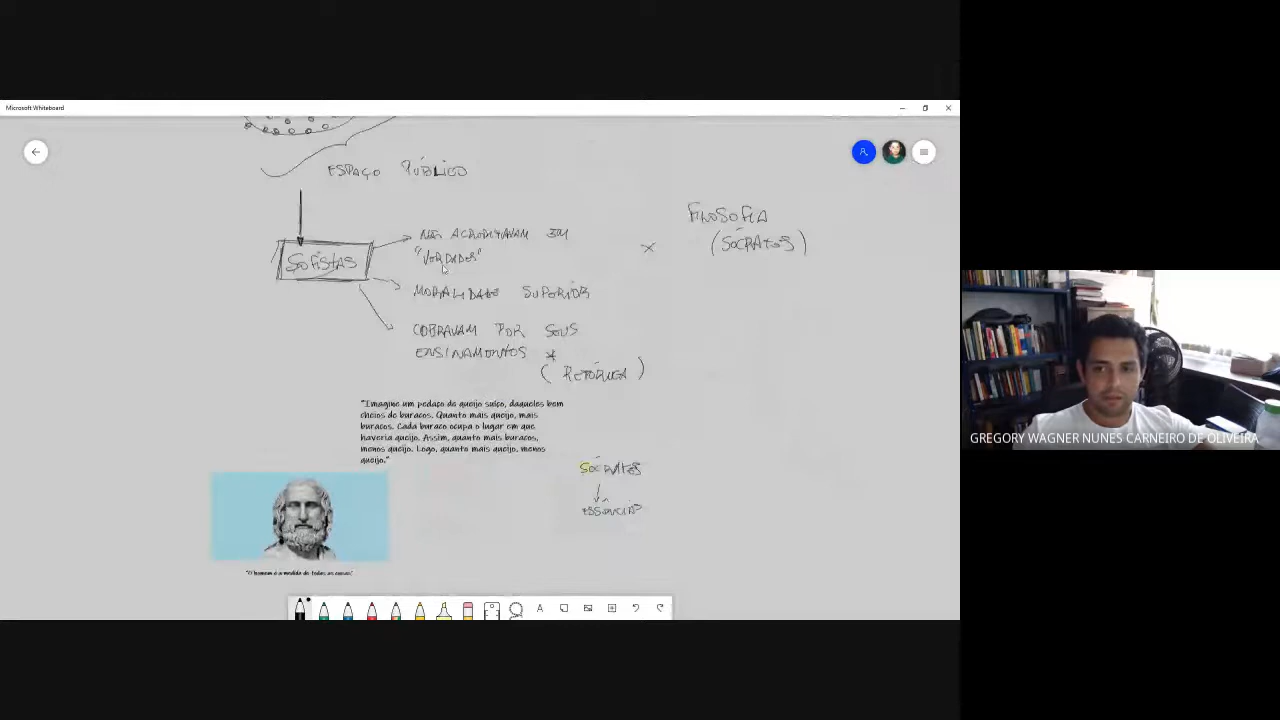 Microsoft Whiteboard
ESPAÇO PÚBLICO
SOFISTAS
NÃO ACREDITAVAM EM
"VERDADES"
MORALIDADE SUPERIOR
COBRAVAM POR SEUS
ENSINAMENTOS *
(RETÓRICA)
X
FILOSOFIA
(SÓCRATES)
"Imagine um pedaço de queijo suíço, daqueles bem
cheios de buracos. Quanto mais queijo, mais
buracos. Cada buraco ocupa o lugar em que
haveria queijo. Assim, quanto mais buracos,
menos queijo. Logo, quanto mais queijo, menos
queijo."
SÓCRATES
ESSÊNCIAS
"O homem é a medida de todas as coisas"
A
GREGORY WAGNER NUNES CARNEIRO DE OLIVEIRA